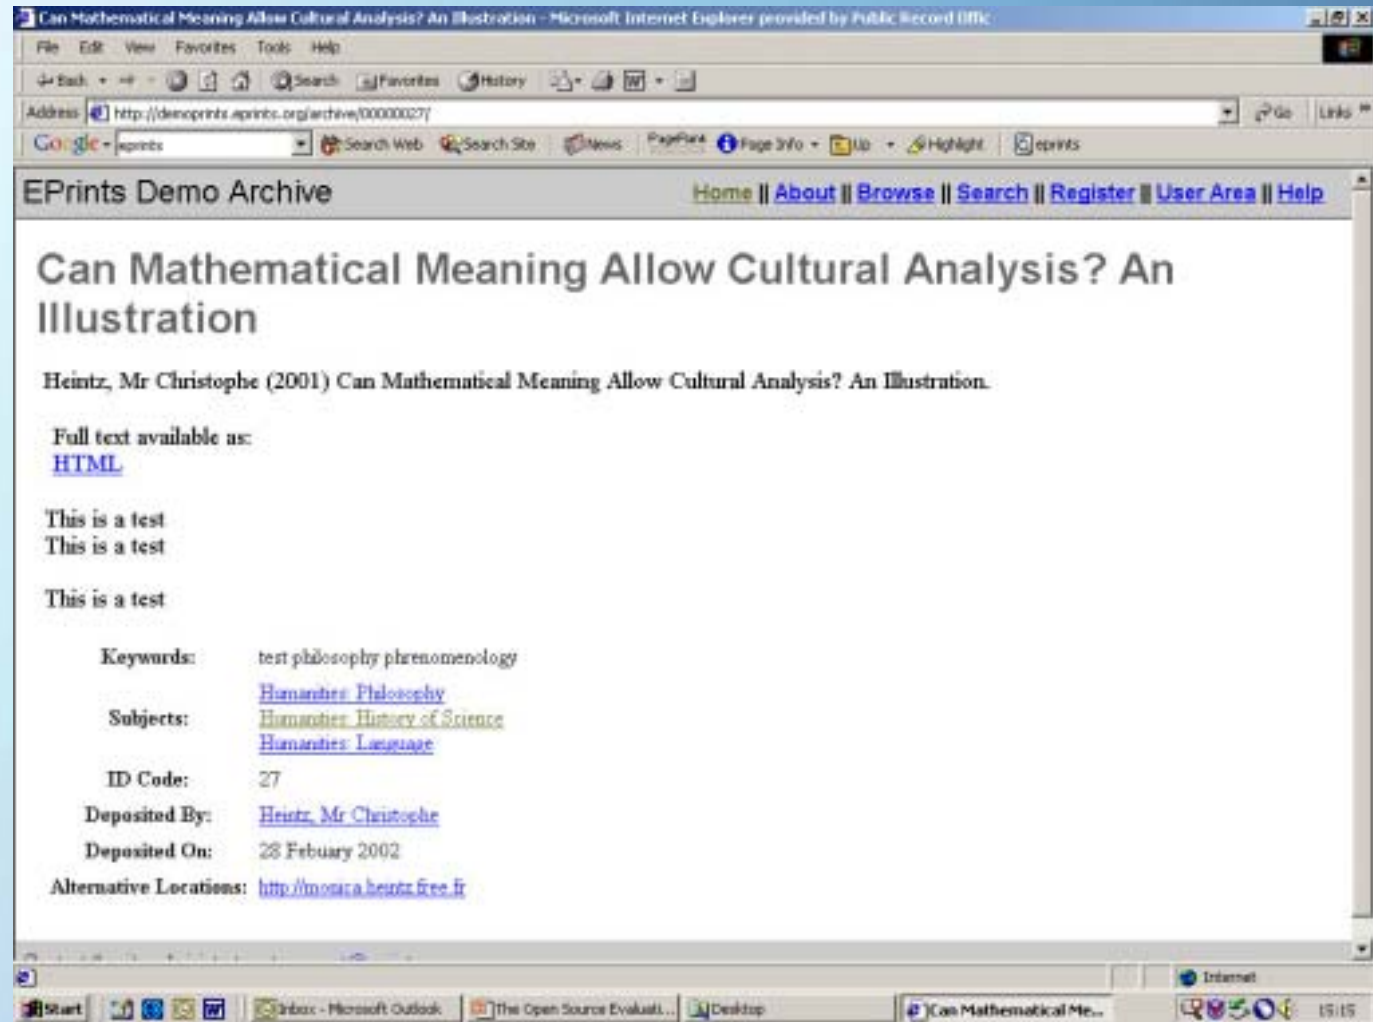 Can Mathematical Meaning Allow Cultural Analysis? An Illustration - Microsoft Internet Explorer provided by Public Record Offic
File Edit View Favorites Tools Help
Back Search Favorites History
Address http://demoprints.eprints.org/archive/00000027/ Go Links »
Google eprints Search Web Search Site News PageRank Page Info Up Highlight eprints
EPrints Demo Archive Home || About || Browse || Search || Register || User Area || Help
Can Mathematical Meaning Allow Cultural Analysis? An
Illustration
Heintz, Mr Christophe (2001) Can Mathematical Meaning Allow Cultural Analysis? An Illustration.
Full text available as:
HTML
This is a test
This is a test
This is a test
Keywords: test philosophy phrenomenology
Subjects: Humanities: Philosophy
Humanities: History of Science
Humanities: Language
ID Code: 27
Deposited By: Heintz, Mr Christophe
Deposited On: 28 Febuary 2002
Alternative Locations: http://monica.heintz.free.fr
Internet
Start Inbox - Microsoft Outlook The Open Source Evaluati... Desktop Can Mathematical Me... 15:15